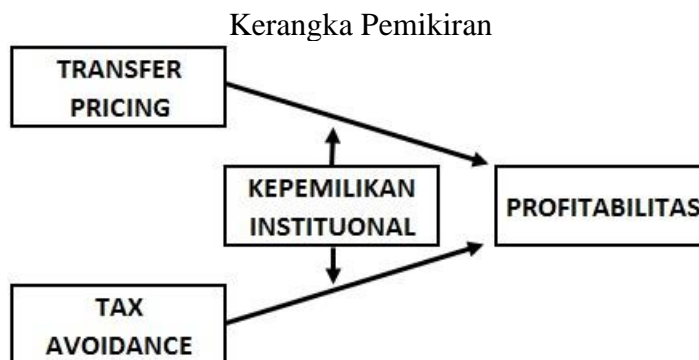 Kerangka Pemikiran
TRANSFER
PRICING
KEPEMILIKAN
INSTITUONAL
PROFITABILITAS
TAX
AVOIDANCE